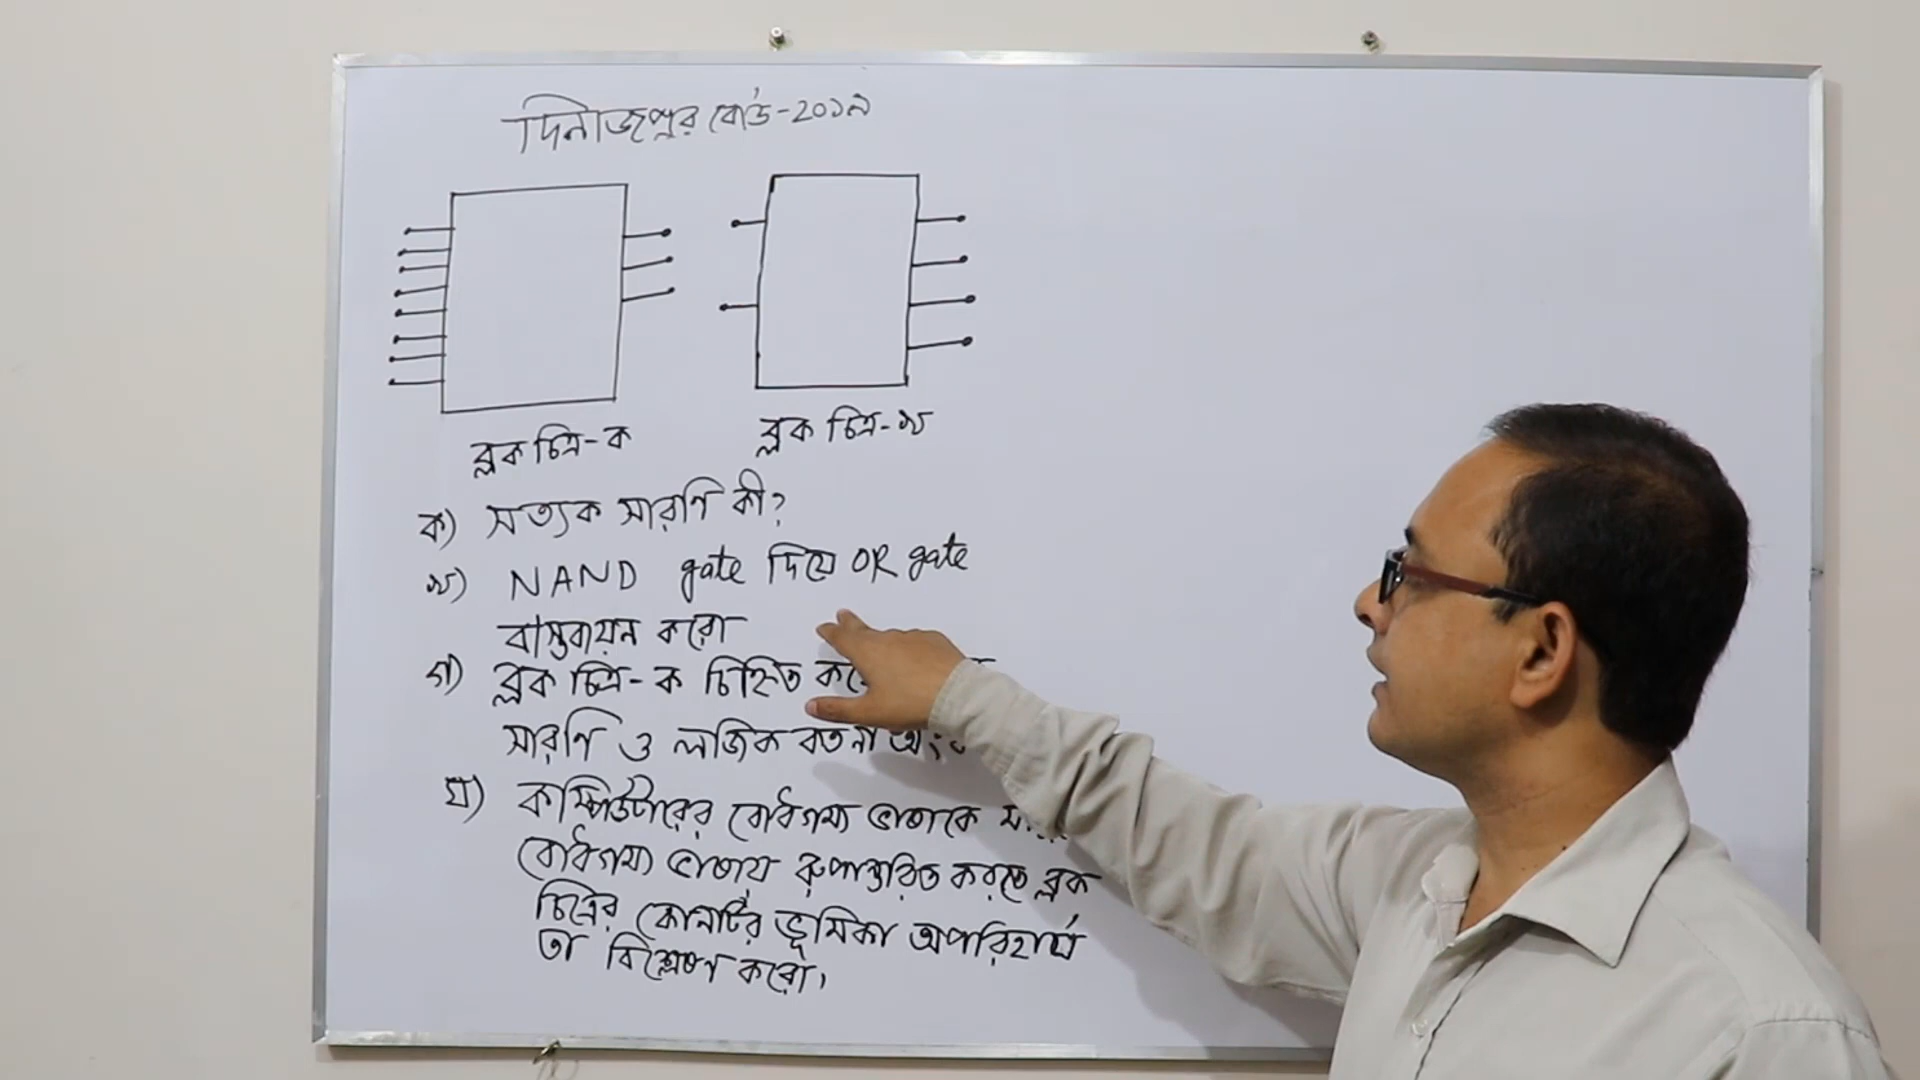 দিনাজপুর বোর্ড-২০১৯
ব্লক চিত্র-ক
ব্লক চিত্র-খ
ক) সত্যক সারণি কী?
খ) NAND gate দিয়ে OR gate
বাস্তবায়ন করো
গ) ব্লক চিত্র-ক চিহ্নিত
সারণি ও লজিক বর্তনী
ঘ) কম্পিউটারের বোধগম্য ভাষাকে
বোধগম্য ভাষায় রূপান্তরিত করতে ব্লক
চিত্রের কোনটির ভূমিকা অপরিহার্য
তা বিশ্লেষণ করো।